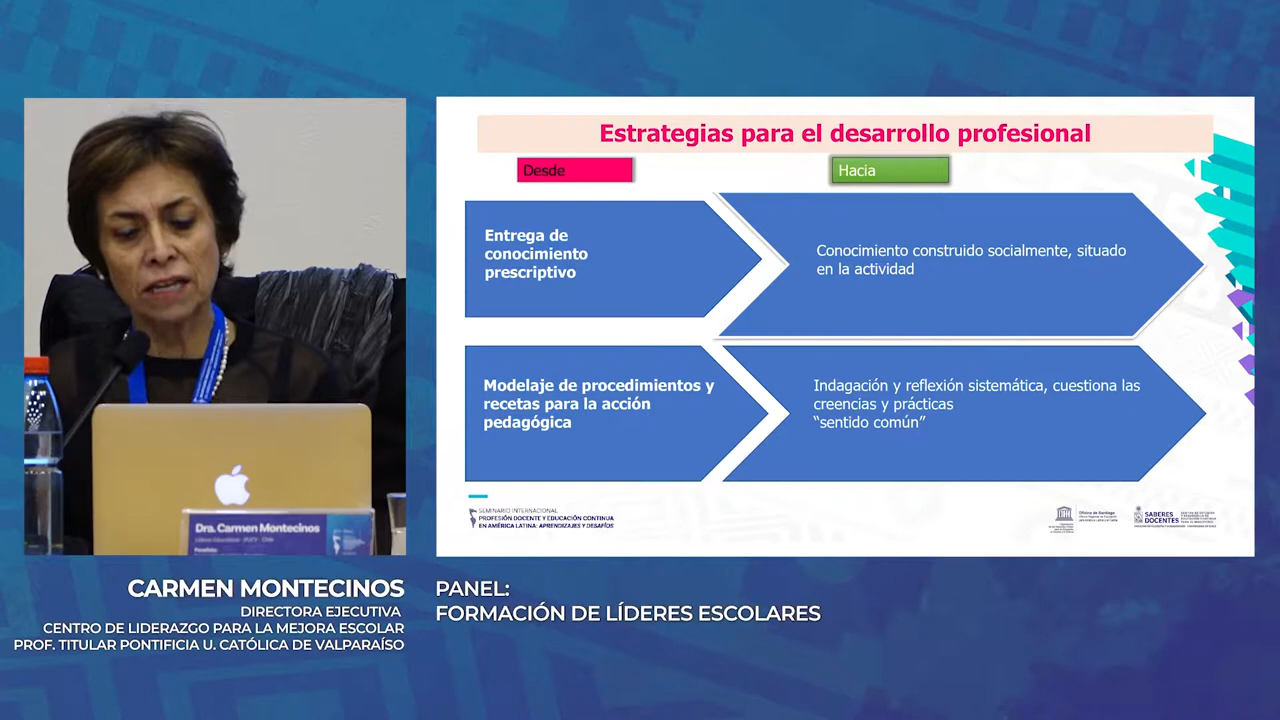 Estrategias para el desarrollo profesional
Desde
Hacia
Entrega de
conocimiento
prescriptivo
Conocimiento construido socialmente, situado
en la actividad
Modelaje de procedimientos y
recetas para la acción
pedagógica
Indagación y reflexión sistemática, cuestiona las
creencias y prácticas
“sentido común”
SEMINARIO INTERNACIONAL
PROFESIÓN DOCENTE Y EDUCACIÓN CONTINUA
EN AMÉRICA LATINA: APRENDIZAJES Y DESAFÍOS
Oficina de Santiago
SABERES
DOCENTES
Dra. Carmen Montecinos
Panelista:
CARMEN MONTECINOS
DIRECTORA EJECUTIVA
CENTRO DE LIDERAZGO PARA LA MEJORA ESCOLAR
PROF. TITULAR PONTIFICIA U. CATÓLICA DE VALPARAÍSO
PANEL:
FORMACIÓN DE LÍDERES ESCOLARES